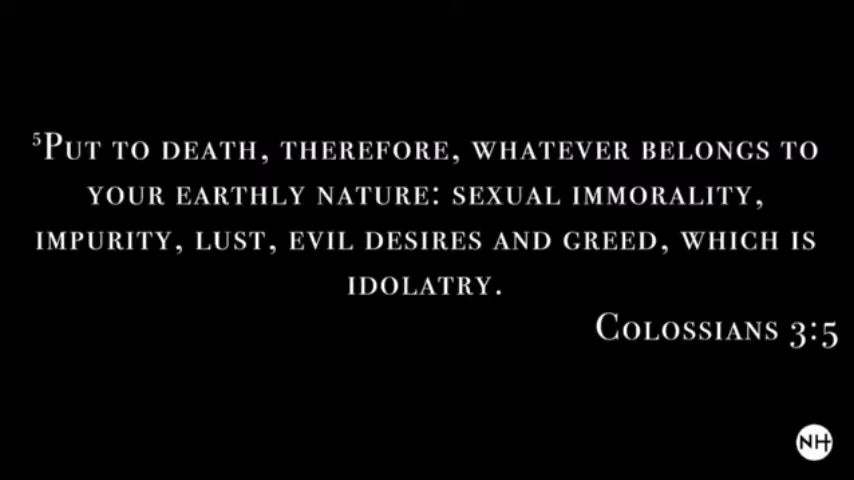 ⁵Put to death, therefore, whatever belongs to
your earthly nature: sexual immorality,
impurity, lust, evil desires and greed, which is
idolatry.
Colossians 3:5
NH